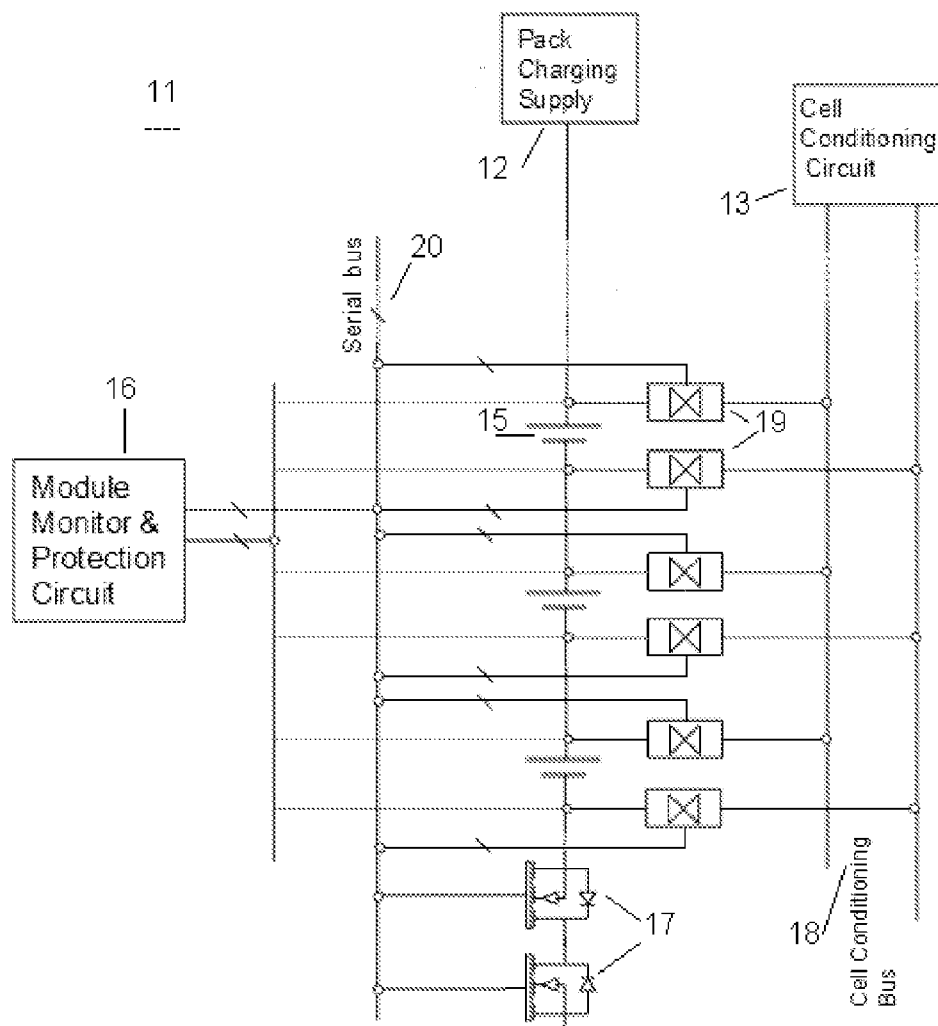 11
----
Pack
Charging
Supply
12
Cell
Conditioning
Circuit
13
Serial bus
20
16
Module
Monitor &
Protection
Circuit
15
19
17
18
Cell Conditioning
Bus